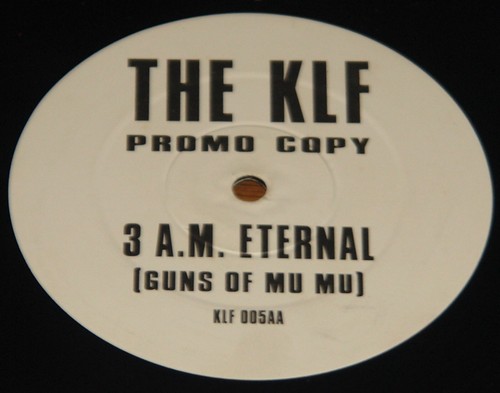 THE KLF
PROMO COPY
3 A.M. ETERNAL
(GUNS OF MU MU)
KLF 005AA